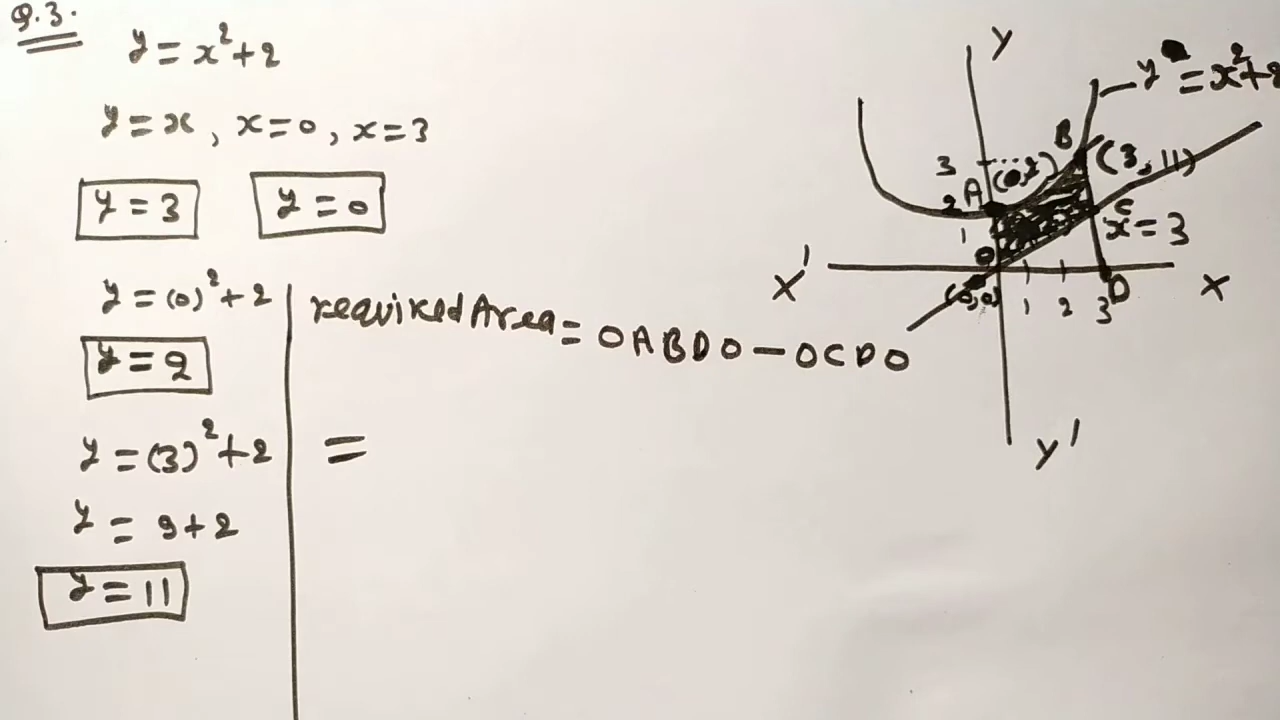 Q.3.
y = x²+2
y = x, x=0, x=3
y = 3
y = 0
y = (0)²+2
y = 2
y = (3)²+2
y = 9+2
y = 11
required Area = OABDO - OCDO
=
Y
y = x²+2
B
3
(0,2)
(3,11)
A
2
C
1
x=3
O
X'
X
(0,0)
1 2 3
D
Y'